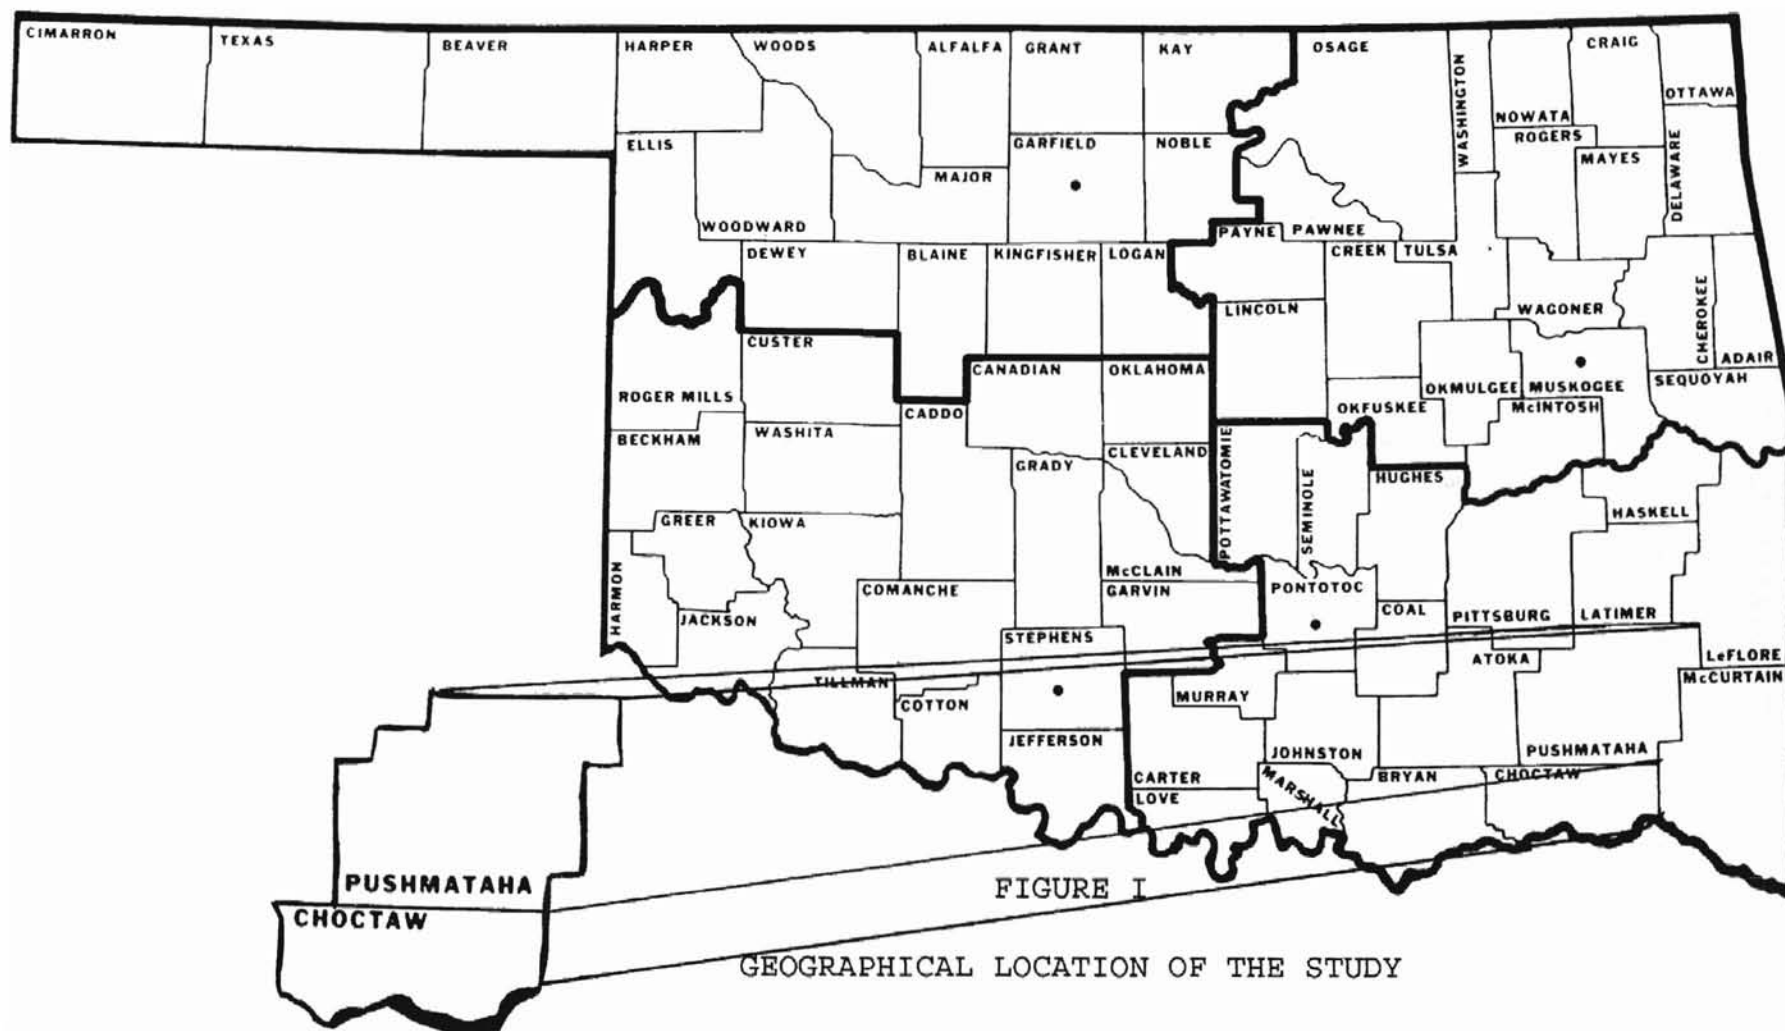 CIMARRON
TEXAS
BEAVER
HARPER
WOODS
ALFALFA
GRANT
KAY
OSAGE
WASHINGTON
NOWATA
CRAIG
OTTAWA
ROGERS
MAYES
DELAWARE
ELLIS
WOODWARD
MAJOR
GARFIELD
NOBLE
PAYNE
PAWNEE
CREEK
TULSA
DEWEY
BLAINE
KINGFISHER
LOGAN
LINCOLN
WAGONER
CHEROKEE
ADAIR
CUSTER
CANADIAN
OKLAHOMA
OKMULGEE
MUSKOGEE
SEQUOYAH
ROGER MILLS
CADDO
OKFUSKEE
McINTOSH
BECKHAM
WASHITA
GRADY
CLEVELAND
POTTAWATOMIE
SEMINOLE
HUGHES
HASKELL
GREER
KIOWA
HARMON
JACKSON
COMANCHE
McCLAIN
GARVIN
PONTOTOC
COAL
PITTSBURG
LATIMER
STEPHENS
ATOKA
LeFLORE
McCURTAIN
TILLMAN
COTTON
MURRAY
JEFFERSON
JOHNSTON
PUSHMATAHA
CARTER
LOVE
MARSHALL
BRYAN
CHOCTAW
PUSHMATAHA
CHOCTAW
FIGURE I
GEOGRAPHICAL LOCATION OF THE STUDY